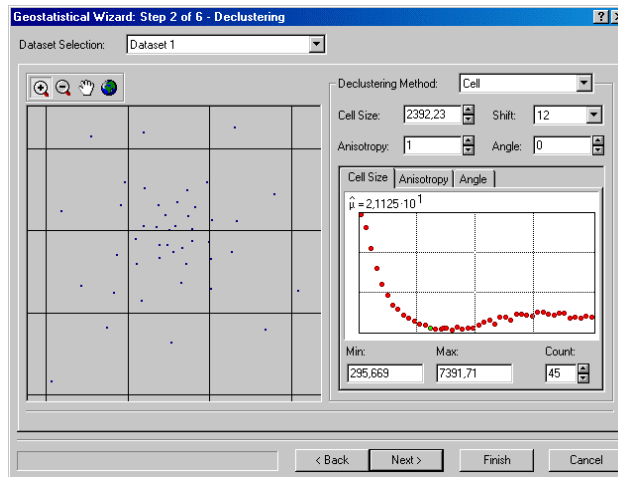 Geostatistical Wizard: Step 2 of 6 - Declustering
Dataset Selection: Dataset 1
Declustering Method: Cell
Cell Size: 2392,23 Shift: 12
Anisotropy: 1 Angle: 0
Cell Size Anisotropy Angle
μ̂ = 2,1125·10¹
Min: Max: Count:
295,669 7391,71 45
< Back Next > Finish Cancel